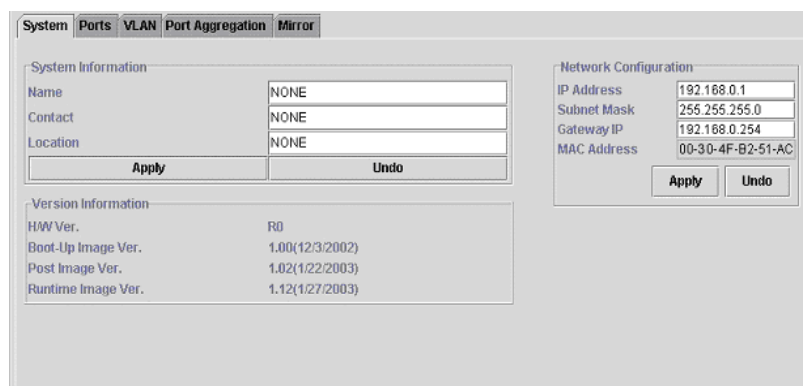 System Ports VLAN Port Aggregation Mirror
System Information
Name NONE
Contact NONE
Location NONE
Apply Undo
Version Information
H/W Ver. R0
Boot-Up Image Ver. 1.00(12/3/2002)
Post Image Ver. 1.02(1/22/2003)
Runtime Image Ver. 1.12(1/27/2003)
Network Configuration
IP Address 192.168.0.1
Subnet Mask 255.255.255.0
Gateway IP 192.168.0.254
MAC Address 00-30-4F-B2-51-AC
Apply Undo